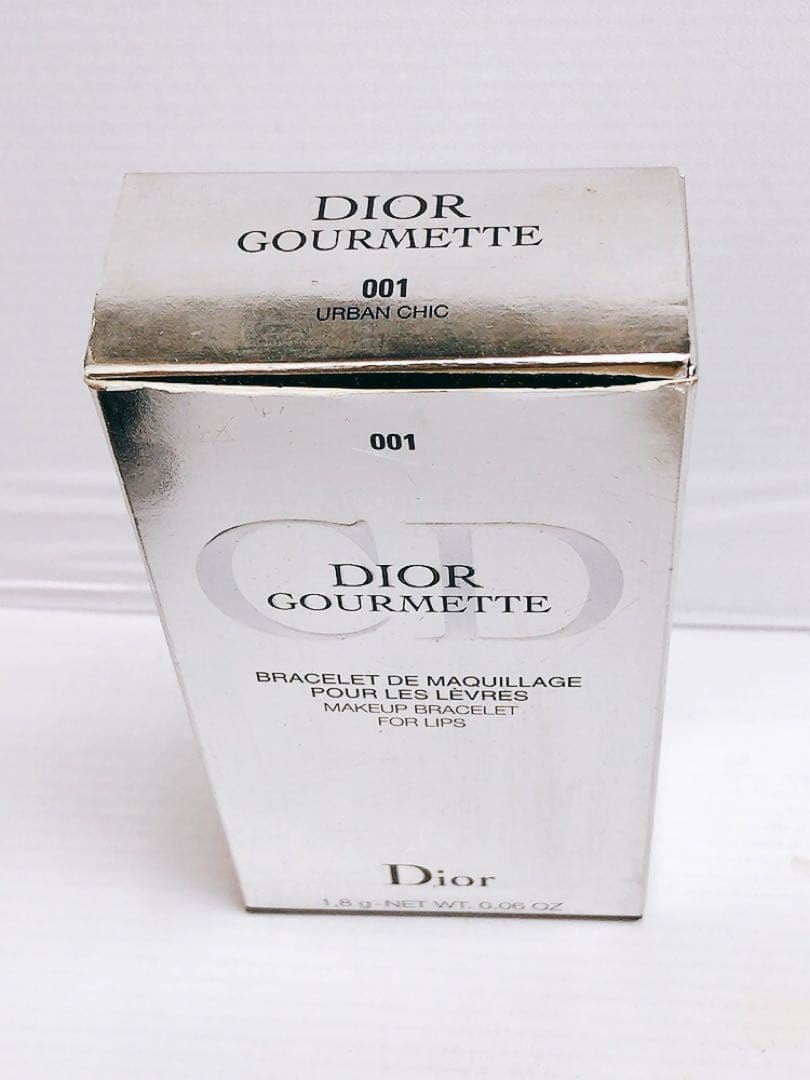 DIOR
GOURMETTE
001
URBAN CHIC
001
CD
DIOR
GOURMETTE
BRACELET DE MAQUILLAGE
POUR LES LÈVRES
MAKEUP BRACELET
FOR LIPS
Dior
1,8 g-NET WT. 0.06 OZ